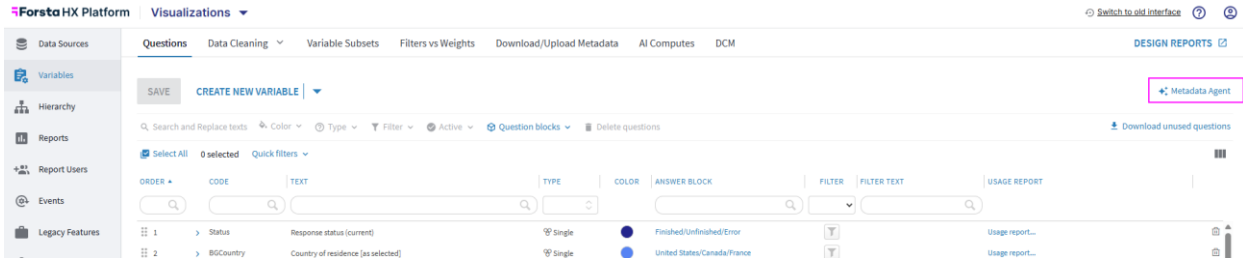 Forsta HX Platform Visualizations Switch to old interface
Data Sources Questions Data Cleaning Variable Subsets Filters vs Weights Download/Upload Metadata AI Computes DCM DESIGN REPORTS
Variables SAVE CREATE NEW VARIABLE Metadata Agent
Hierarchy
Search and Replace texts Color Type Filter Active Question blocks Delete questions Download unused questions
Reports
Select All 0 selected Quick filters
Report Users
ORDER CODE TEXT TYPE COLOR ANSWER BLOCK FILTER FILTER TEXT USAGE REPORT
Events
Legacy Features 1 Status Response status (current) Single Finished/Unfinished/Error Usage report...
2 BGCountry Country of residence [as selected] Single United States/Canada/France Usage report...